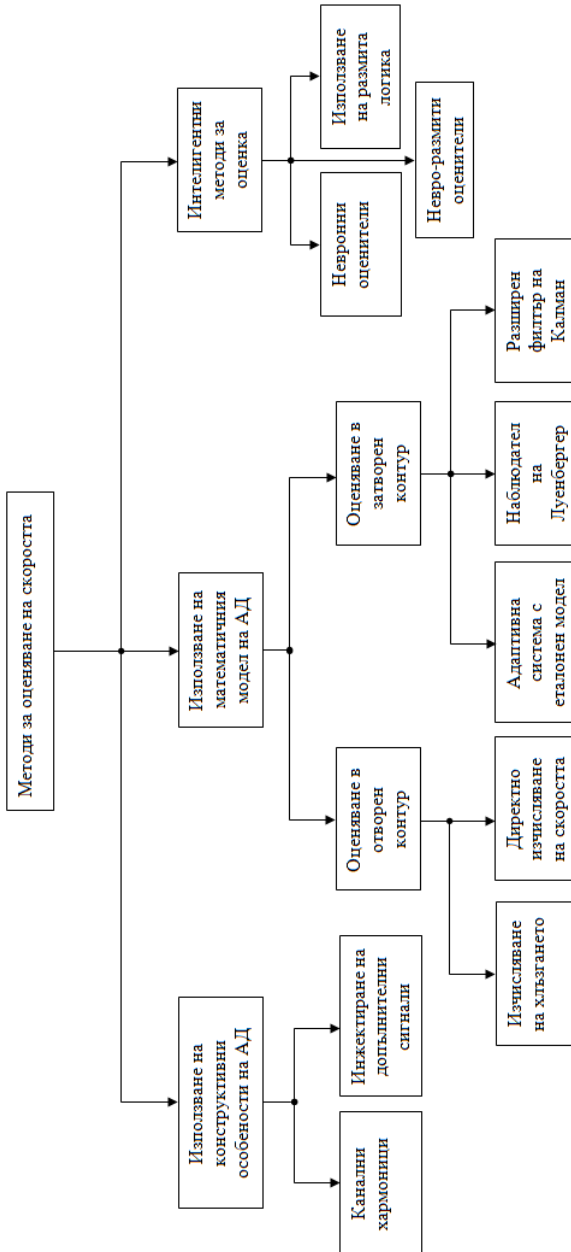 Методи за оценяване на скоростта
Използване на
конструктивни
особености на АД
Използване на
математичния
модел на АД
Интелигентни
методи за
оценка
Канални
хармоници
Инжектиране на
допълнителни
сигнали
Оценяване в
отворен
контур
Оценяване в
затворен
контур
Невронни
оценители
Използване
на размита
логика
Невро-размити
оценители
Изчисляване
на хлъзгането
Директно
изчисляване
на скоростта
Адаптивна
система с
еталонен модел
Наблюдател
на
Луенбергер
Разширен
филтър на
Калман